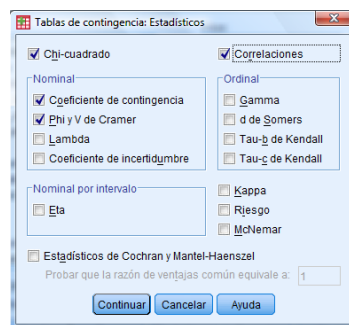 Tablas de contingencia: Estadísticos
Chi-cuadrado
Correlaciones
Nominal
Coeficiente de contingencia
Phi y V de Cramer
Lambda
Coeficiente de incertidumbre
Ordinal
Gamma
d de Somers
Tau-b de Kendall
Tau-c de Kendall
Nominal por intervalo
Eta
Kappa
Riesgo
McNemar
Estadísticos de Cochran y Mantel-Haenszel
Probar que la razón de ventajas común equivale a: 1
Continuar Cancelar Ayuda